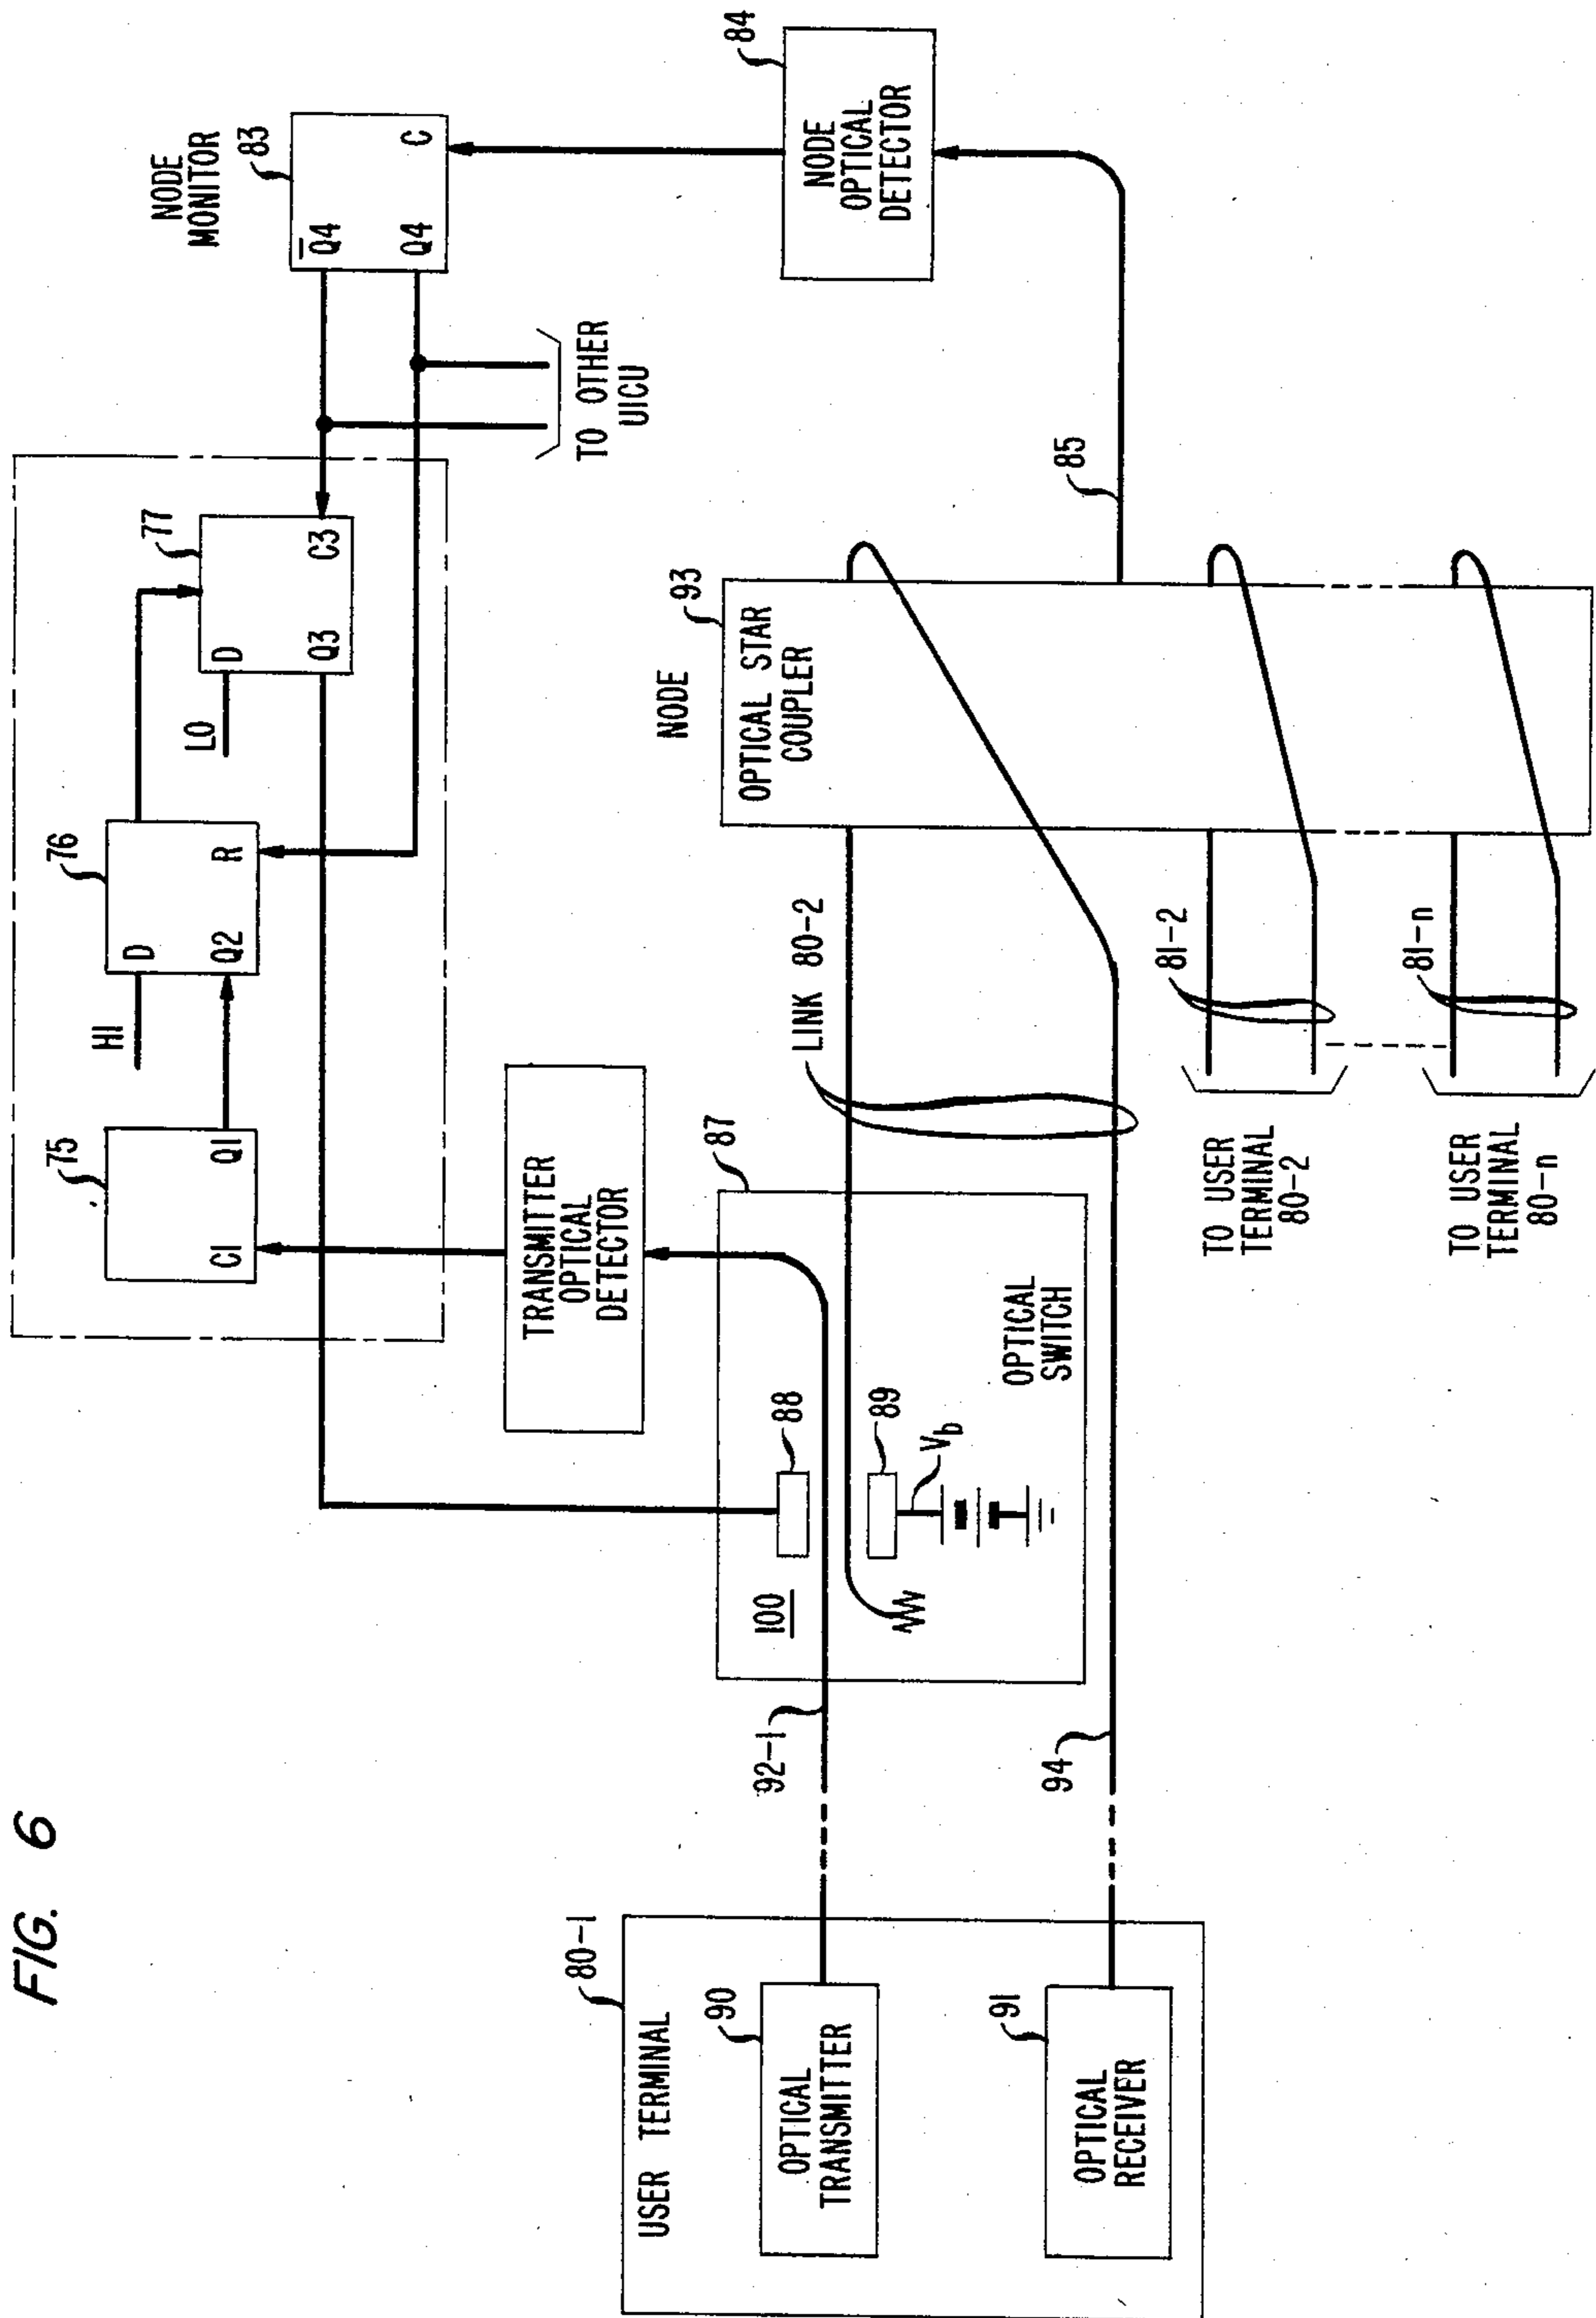 FIG. 6
75
C1
Q1
HI
76
D
Q2
R
LO
77
D
Q3
C3
NODE
MONITOR
83
Q̅4
Q4
C
TO OTHER
UICU
TRANSMITTER
OPTICAL
DETECTOR
NODE
OPTICAL
DETECTOR
84
87
88
100
89
Vb
OPTICAL
SWITCH
LINK 80-2
NODE
93
OPTICAL STAR
COUPLER
85
80-1
USER TERMINAL
90
OPTICAL
TRANSMITTER
92-1
91
OPTICAL
RECEIVER
94
81-2
TO USER
TERMINAL
80-2
81-n
TO USER
TERMINAL
80-n